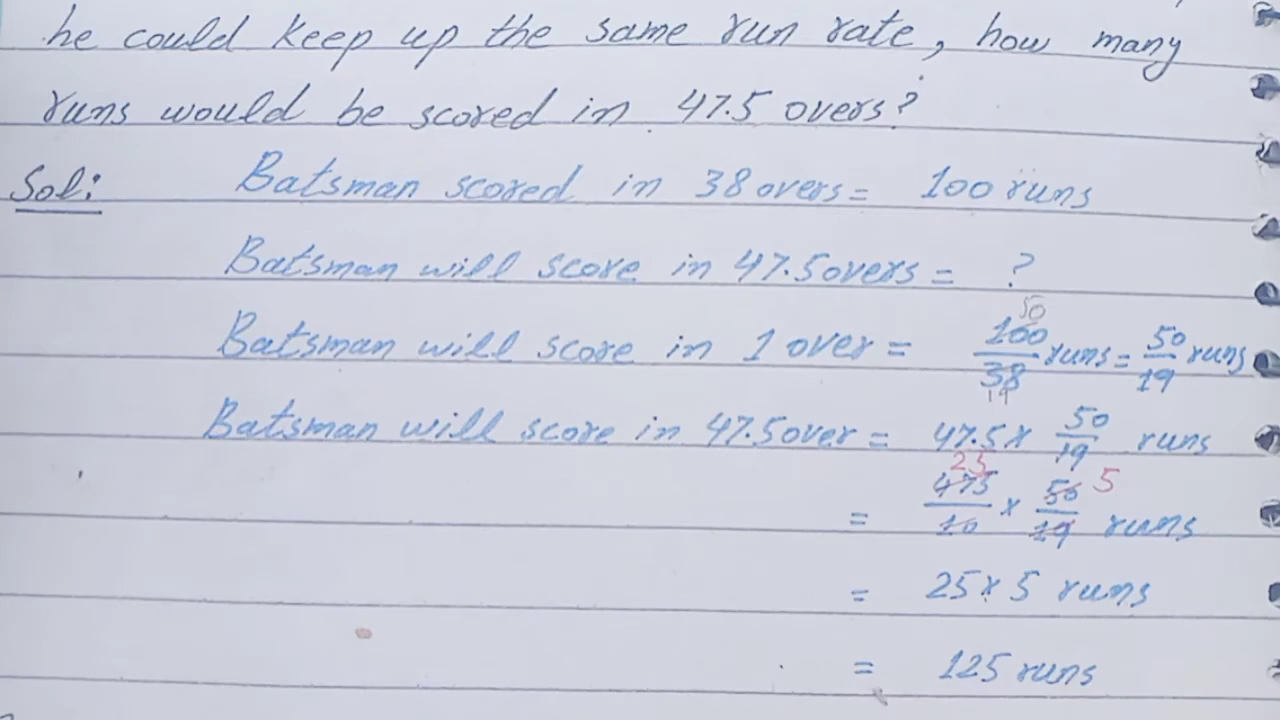 he could keep up the same run rate, how many
runs would be scored in 47.5 overs?
Sol: Batsman scored in 38 overs = 100 runs
Batsman will score in 47.5 overs = ?
Batsman will score in 1 over = 100/38 runs = 50/19 runs
50
19
Batsman will score in 47.5 over = 47.5 x 50/19 runs
25
= 475/10 x 50/19 runs
5
= 25 x 5 runs
= 125 runs